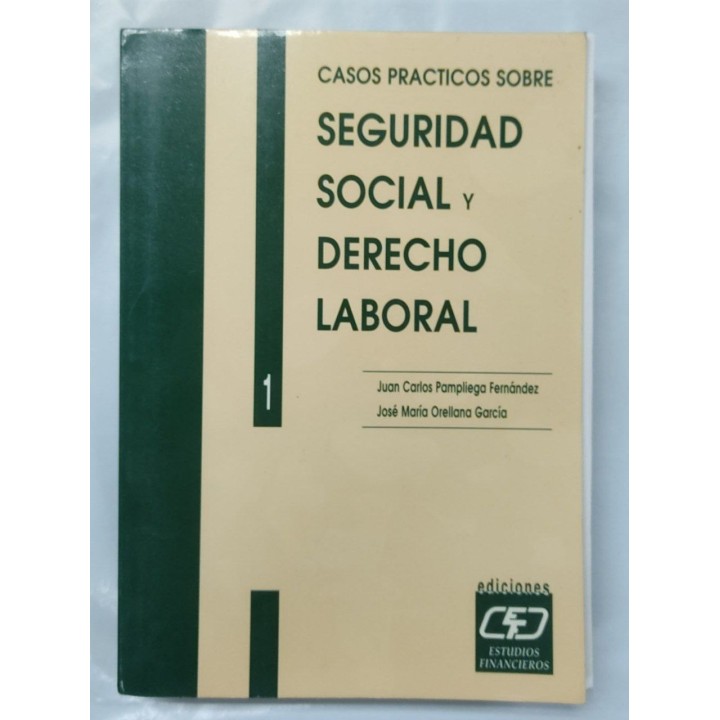 CASOS PRACTICOS SOBRE
SEGURIDAD
SOCIAL Y
DERECHO
LABORAL
1
Juan Carlos Pampliega Fernández
José María Orellana García
ediciones
CEF
ESTUDIOS
FINANCIEROS